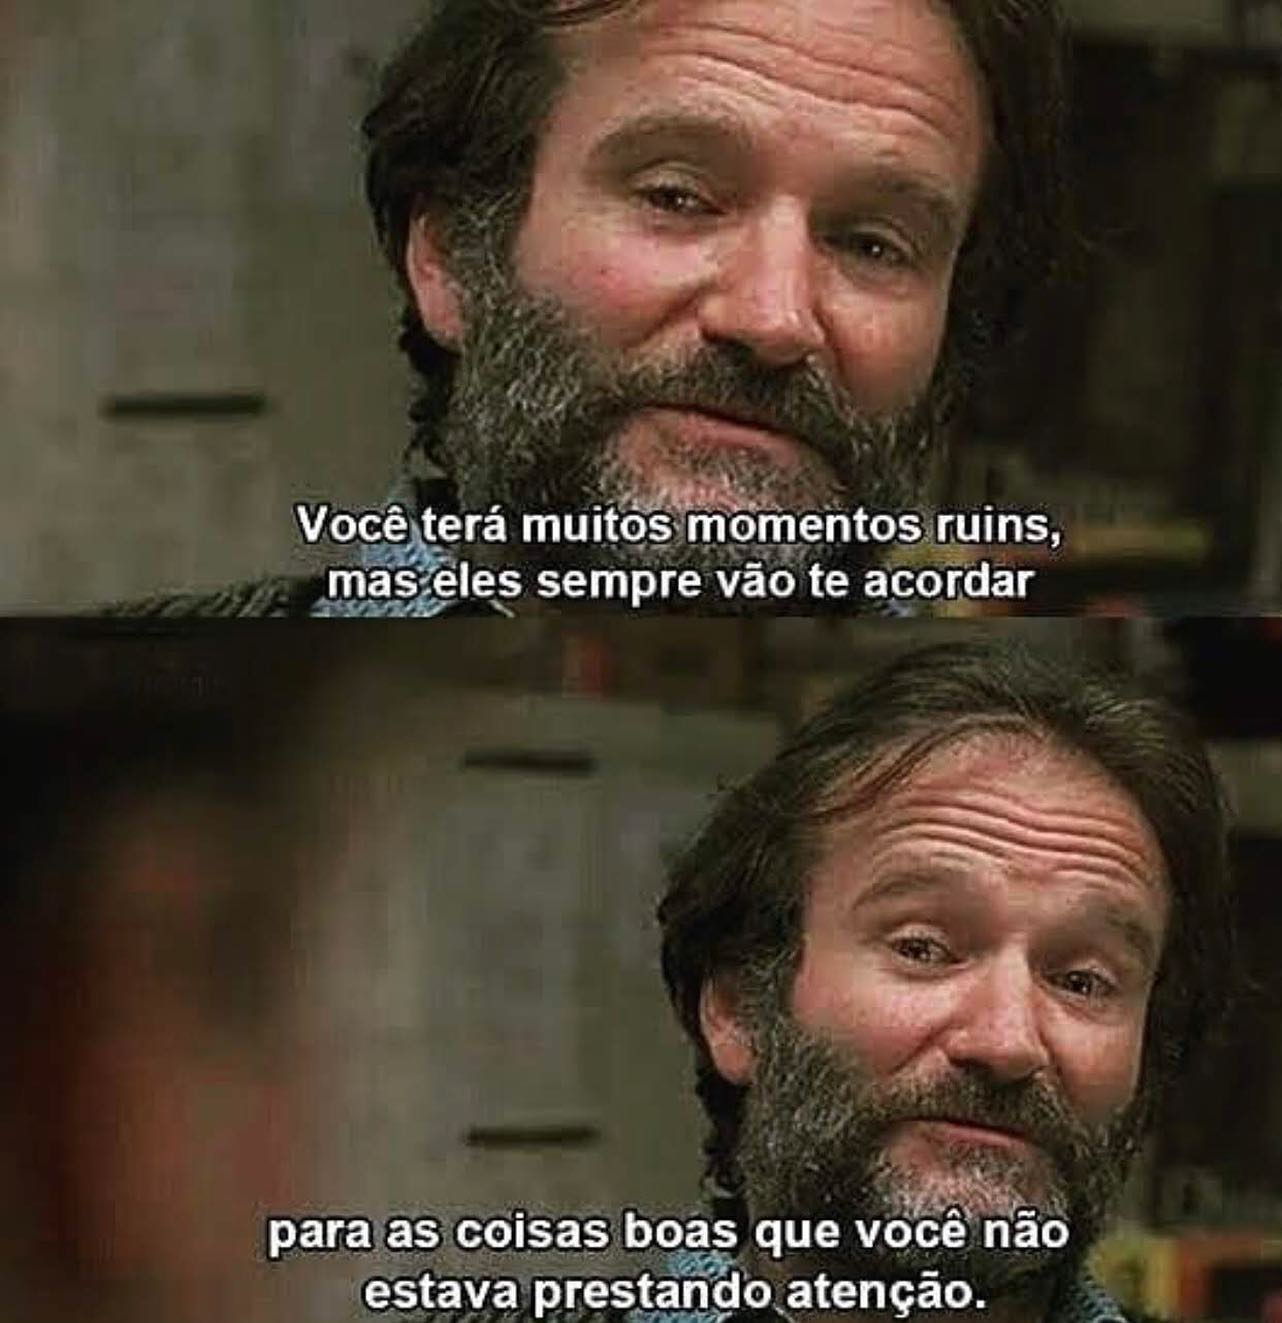 Você terá muitos momentos ruins,
mas eles sempre vão te acordar
para as coisas boas que você não
estava prestando atenção.